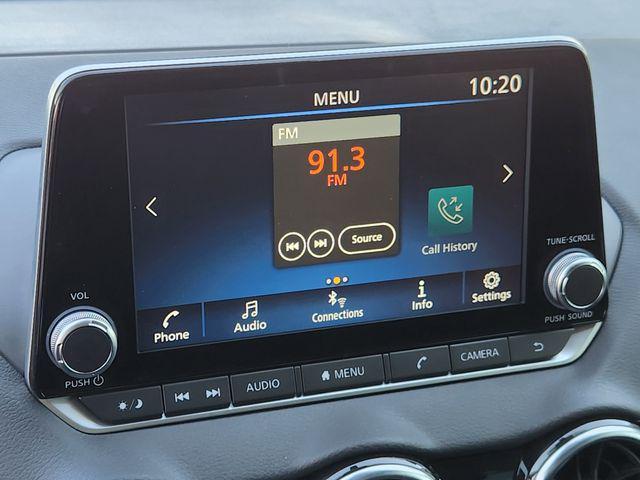 MENU
10:20
FM
91.3
FM
Source
Call History
Phone
Audio
Connections
Info
Settings
VOL
PUSH
TUNE·SCROLL
PUSH SOUND
AUDIO
MENU
CAMERA